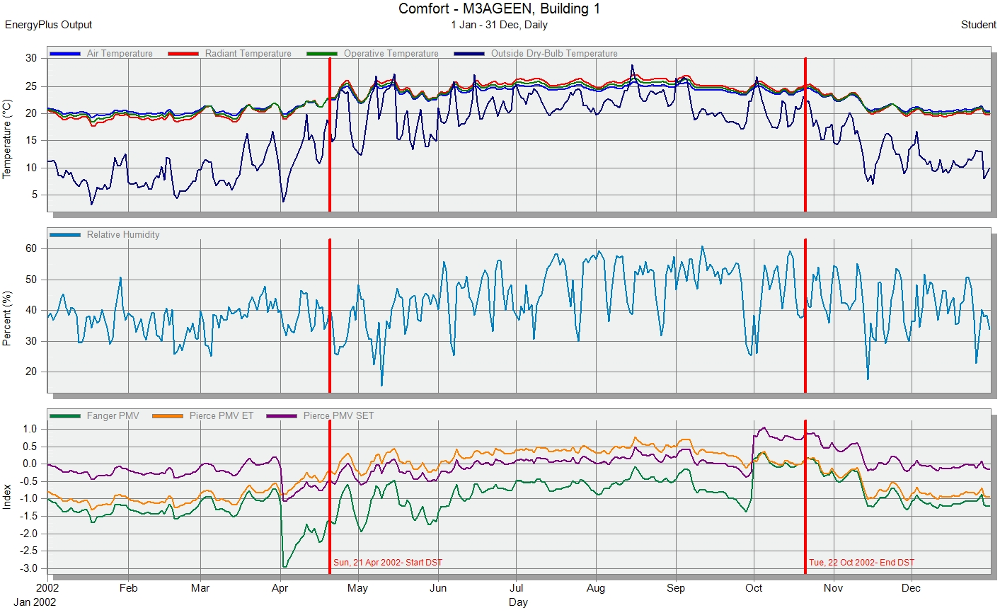 Comfort - M3AGEEN, Building 1
EnergyPlus Output 1 Jan - 31 Dec, Daily Student
Air Temperature Radiant Temperature Operative Temperature Outside Dry-Bulb Temperature
30
25
20
15
10
5
Temperature (°C)
Relative Humidity
60
50
40
30
20
Percent (%)
Fanger PMV Pierce PMV ET Pierce PMV SET
1.0
0.5
0.0
-0.5
-1.0
-1.5
-2.0
-2.5
-3.0
Index
Sun, 21 Apr 2002- Start DST Tue, 22 Oct 2002- End DST
2002 Feb Mar Apr May Jun Jul Aug Sep Oct Nov Dec
Jan 2002 Day